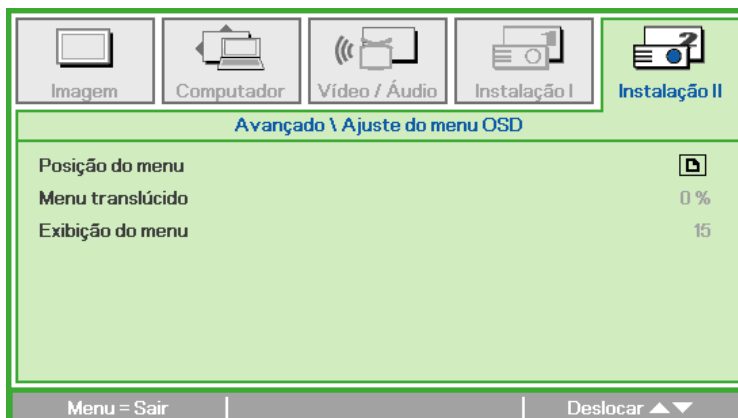 Imagem
Computador
Vídeo / Áudio
Instalação I
Instalação II
Avançado \ Ajuste do menu OSD
Posição do menu
Menu translúcido 0 %
Exibição do menu 15
Menu = Sair
Deslocar ▲▼